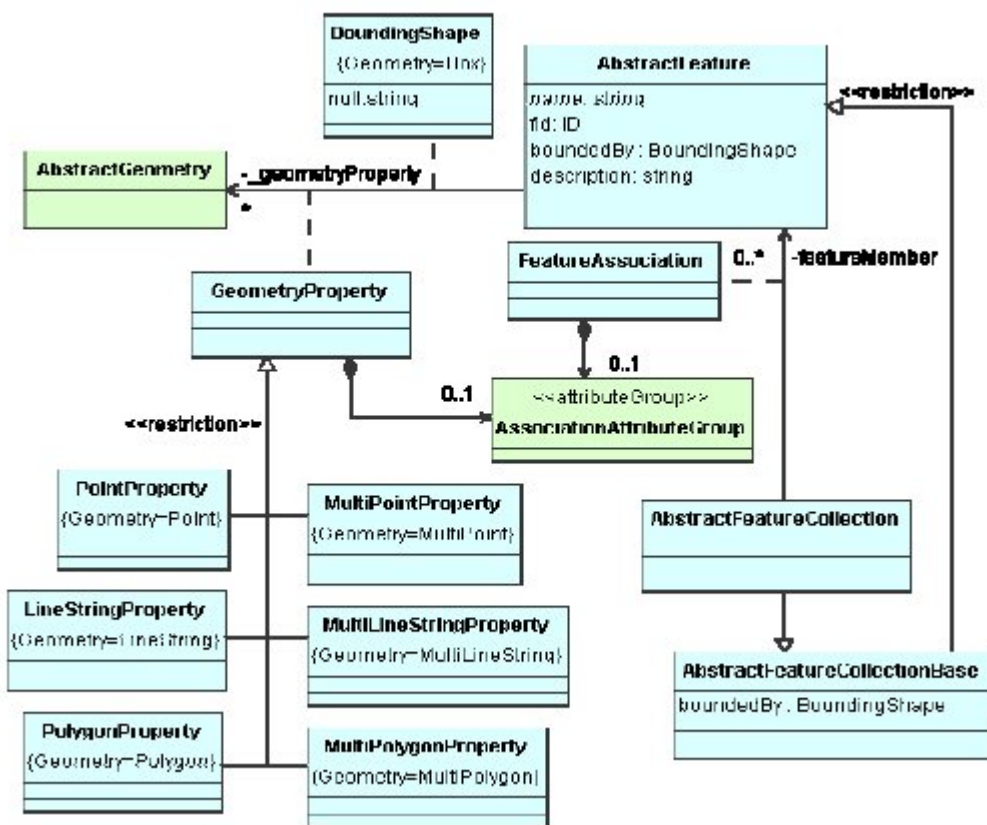 BoundingShape
{Geometry=Box}
null:string
AbstractFeature
name: string
fid: ID
boundedBy: BoundingShape
description: string
<<restriction>>
AbstractGeometry
-_geometryProperty
*
FeatureAssociation
0..*
-featureMember
GeometryProperty
0..1
0..1
<<attributeGroup>>
AssociationAttributeGroup
<<restriction>>
PointProperty
{Geometry=Point}
MultiPointProperty
{Geometry=MultiPoint}
AbstractFeatureCollection
LineStringProperty
{Geometry=LineString}
MultiLineStringProperty
{Geometry=MultiLineString}
AbstractFeatureCollectionBase
boundedBy: BoundingShape
PolygonProperty
{Geometry=Polygon}
MultiPolygonProperty
{Geometry=MultiPolygon}